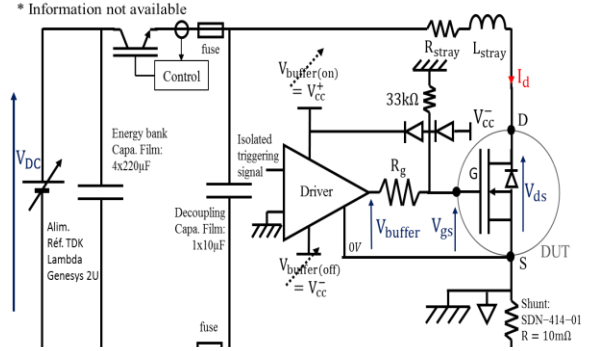 * Information not available
fuse
Control
R_stray
L_stray
I_d
V_buffer(on)
= V_cc^+
33kΩ
V_cc^-
D
V_DC
Energy bank
Capa. Film:
4x220µF
Isolated
triggering
signal
Driver
R_g
G
V_ds
Decoupling
Capa. Film:
1x10µF
Alim.
Réf. TDK
Lambda
Genesys 2U
0V
V_buffer
V_gs
DUT
V_buffer(off)
= V_cc^-
S
Shunt:
SDN-414-01
R = 10mΩ
fuse